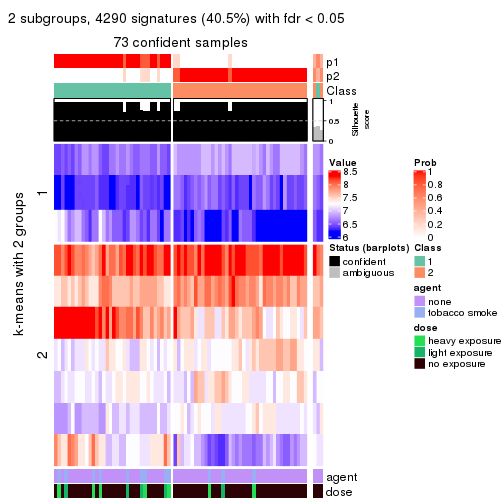 2 subgroups, 4290 signatures (40.5%) with fdr < 0.05
73 confident samples
p1
p2
Class
1
0.5
0
Silhouette
score
k-means with 2 groups
1
2
Value
8.5
8
7.5
7
6.5
6
Prob
1
0.8
0.6
0.4
0.2
0
Status (barplots)
confident
ambiguous
Class
1
2
agent
none
tobacco smoke
dose
heavy exposure
light exposure
no exposure
agent
dose